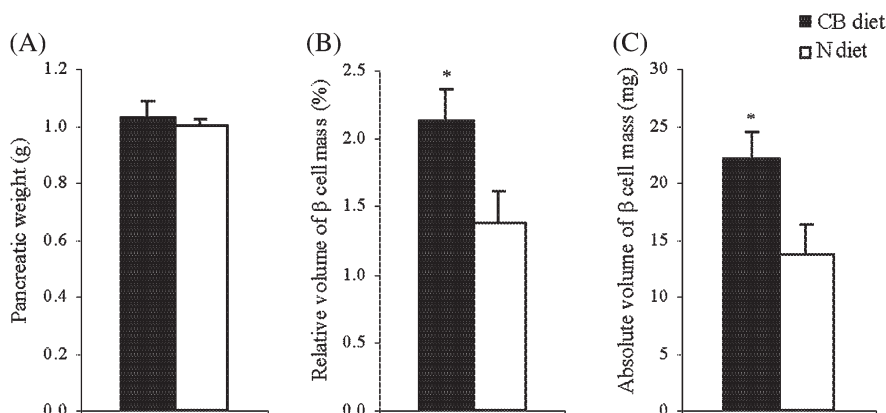 CB diet
N diet
(A)
Pancreatic weight (g)
1.2
1.0
0.8
0.6
0.4
0.2
0.0
(B)
Relative volume of β cell mass (%)
2.5
2.0
1.5
1.0
0.5
0.0
*
(C)
Absolute volume of β cell mass (mg)
30
25
20
15
10
5
0
*